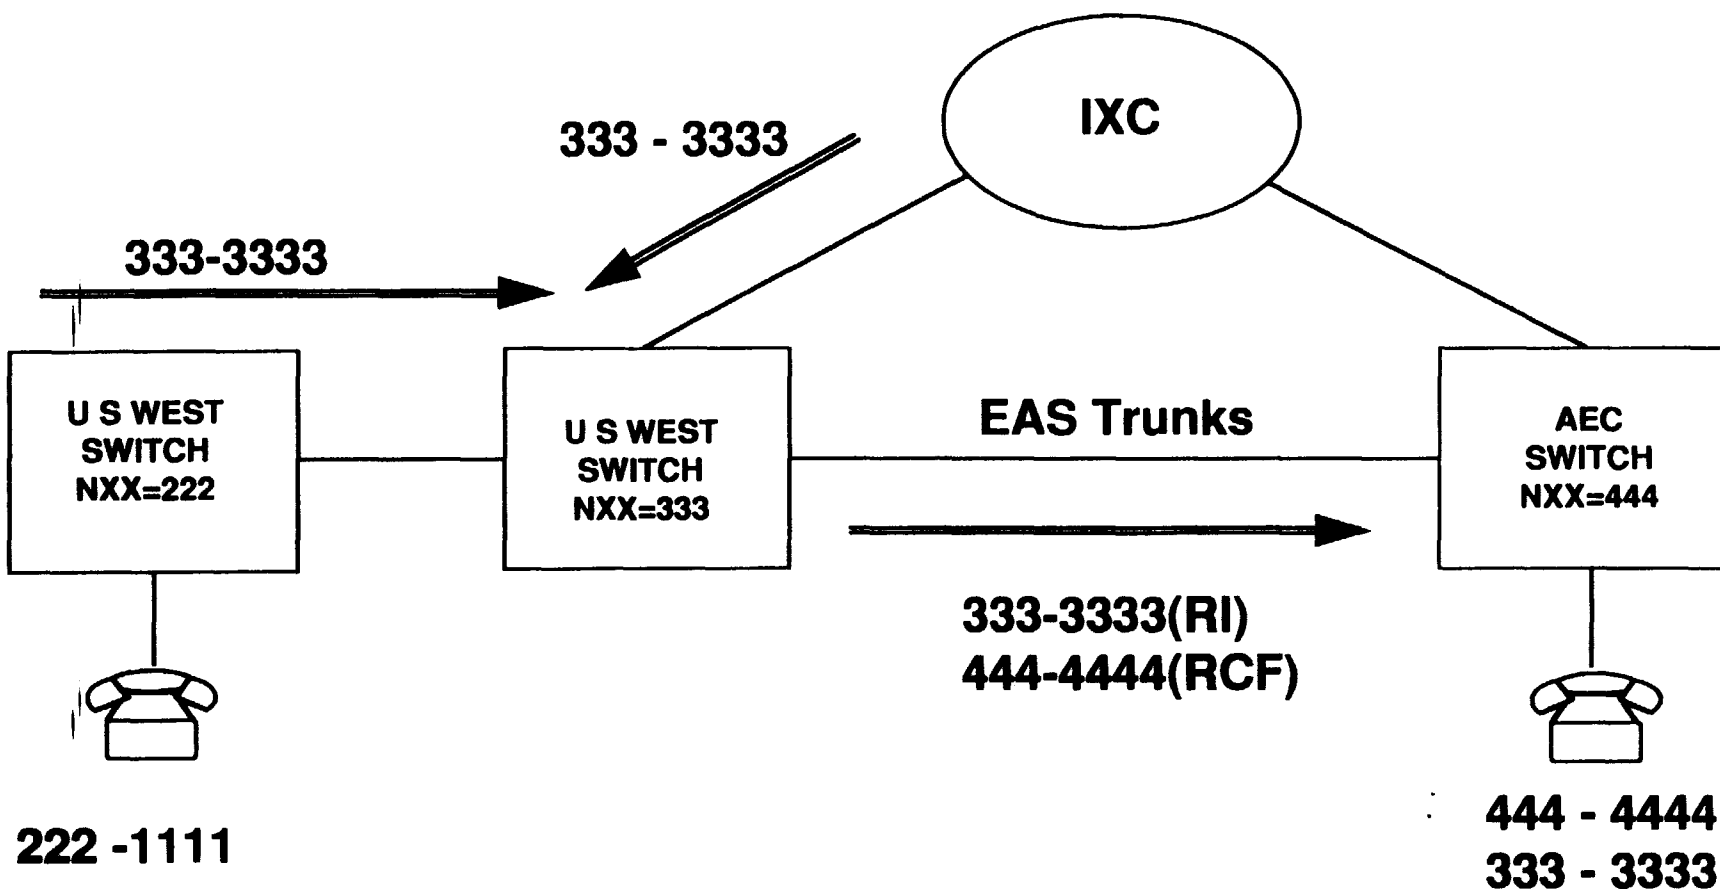 IXC
333 - 3333
333-3333
U S WEST
SWITCH
NXX=222
U S WEST
SWITCH
NXX=333
EAS Trunks
AEC
SWITCH
NXX=444
333-3333(RI)
444-4444(RCF)
222 -1111
444 - 4444
333 - 3333